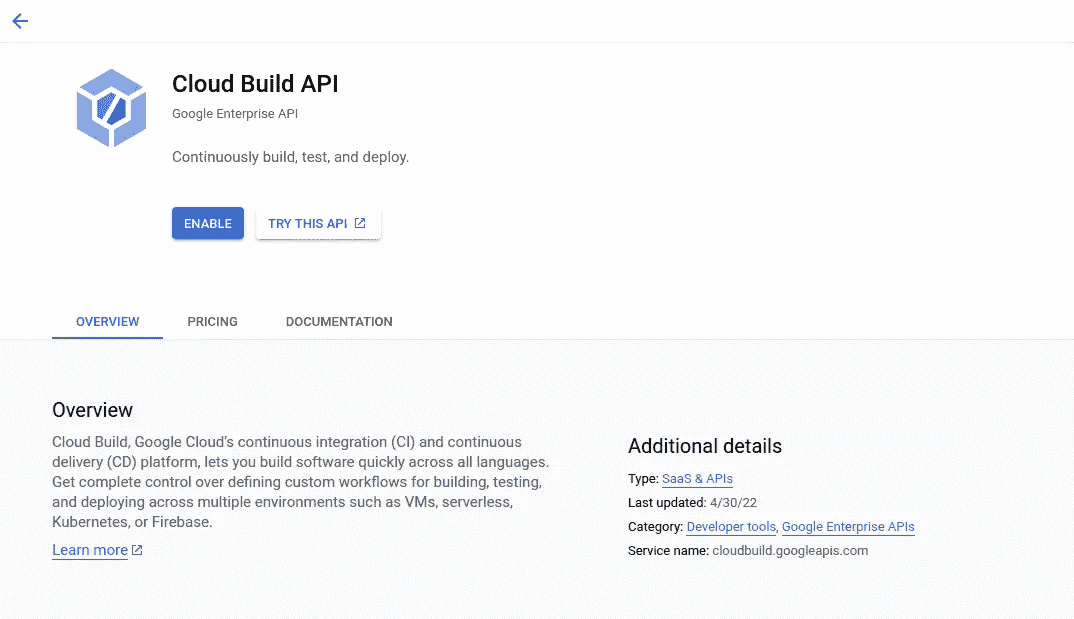 Cloud Build API
Google Enterprise API
Continuously build, test, and deploy.
ENABLE
TRY THIS API
OVERVIEW
PRICING
DOCUMENTATION
Overview
Cloud Build, Google Cloud's continuous integration (CI) and continuous
delivery (CD) platform, lets you build software quickly across all languages.
Get complete control over defining custom workflows for building, testing,
and deploying across multiple environments such as VMs, serverless,
Kubernetes, or Firebase.
Learn more
Additional details
Type: SaaS & APIs
Last updated: 4/30/22
Category: Developer tools, Google Enterprise APIs
Service name: cloudbuild.googleapis.com